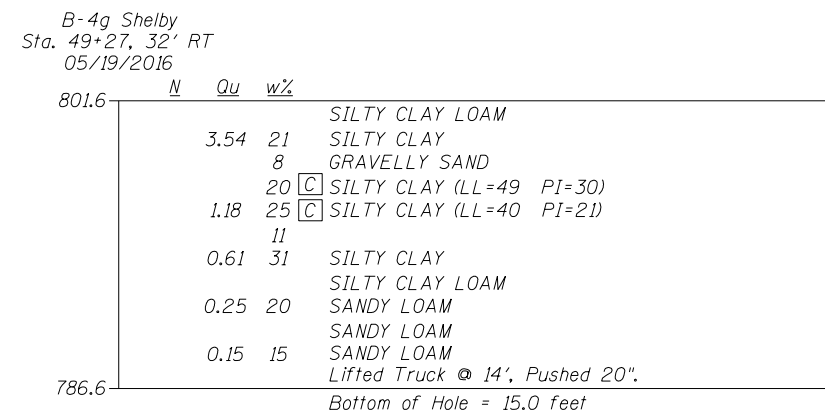 B-4g Shelby
Sta. 49+27, 32' RT
05/19/2016
N Qu w%
801.6
SILTY CLAY LOAM
3.54 21 SILTY CLAY
8 GRAVELLY SAND
20 C SILTY CLAY (LL=49 PI=30)
1.18 25 C SILTY CLAY (LL=40 PI=21)
11
0.61 31 SILTY CLAY
SILTY CLAY LOAM
0.25 20 SANDY LOAM
SANDY LOAM
0.15 15 SANDY LOAM
Lifted Truck @ 14', Pushed 20".
786.6
Bottom of Hole = 15.0 feet